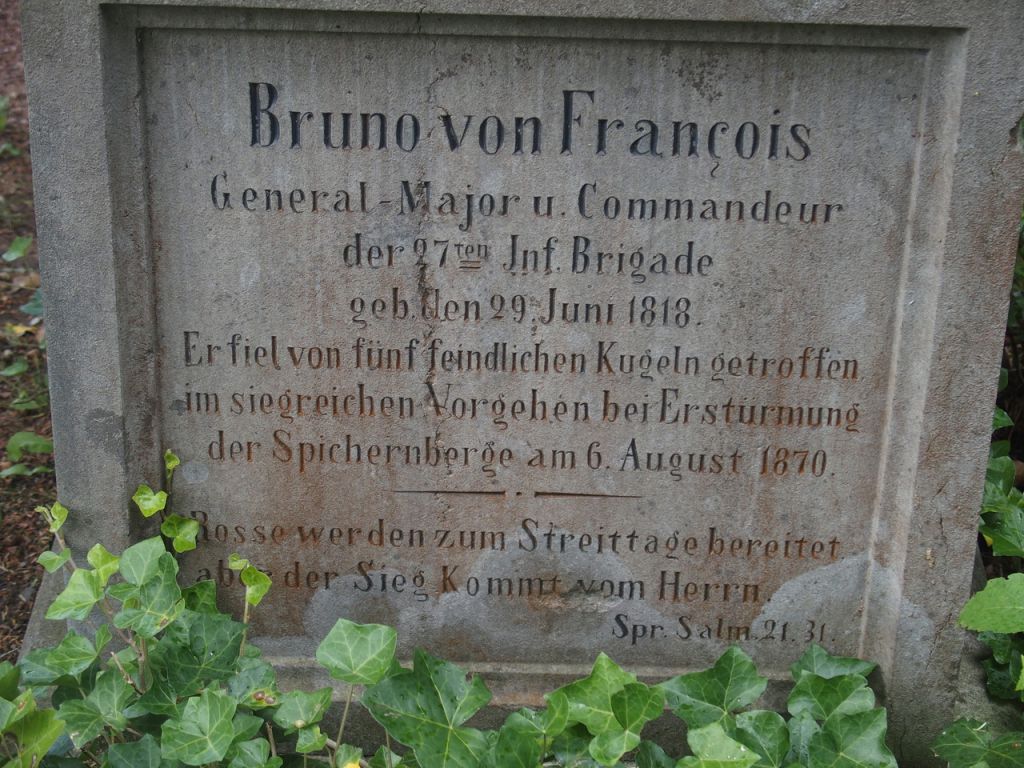 Bruno von François
General-Major u. Commandeur
der 27ten Jnf. Brigade
geb. den 29. Juni 1818.
Er fiel von fünf feindlichen Kugeln getroffen
im siegreichen Vorgehen bei Erstürmung
der Spichernberge am 6. August 1870.
Rosse werden zum Streittage bereitet
aber der Sieg Kommt vom Herrn.
Spr. Salm. 21. 31.